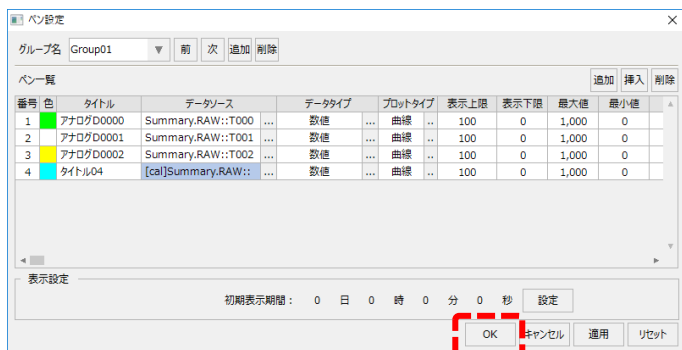 ペン設定
グループ名 Group01 ▼ 前 次 追加 削除
ペン一覧 追加 挿入 削除
番号 色 タイトル データソース データタイプ プロットタイプ 表示上限 表示下限 最大値 最小値
1 アナログD0000 Summary.RAW::T000 ... 数値 ... 曲線 .. 100 0 1,000 0
2 アナログD0001 Summary.RAW::T001 ... 数値 ... 曲線 .. 100 0 1,000 0
3 アナログD0002 Summary.RAW::T002 ... 数値 ... 曲線 .. 100 0 1,000 0
4 タイトル04 [cal]Summary.RAW:: ... 数値 ... 曲線 .. 100 0 1,000 0
表示設定
初期表示期間： 0 日 0 時 0 分 0 秒 設定
OK キャンセル 適用 リセット